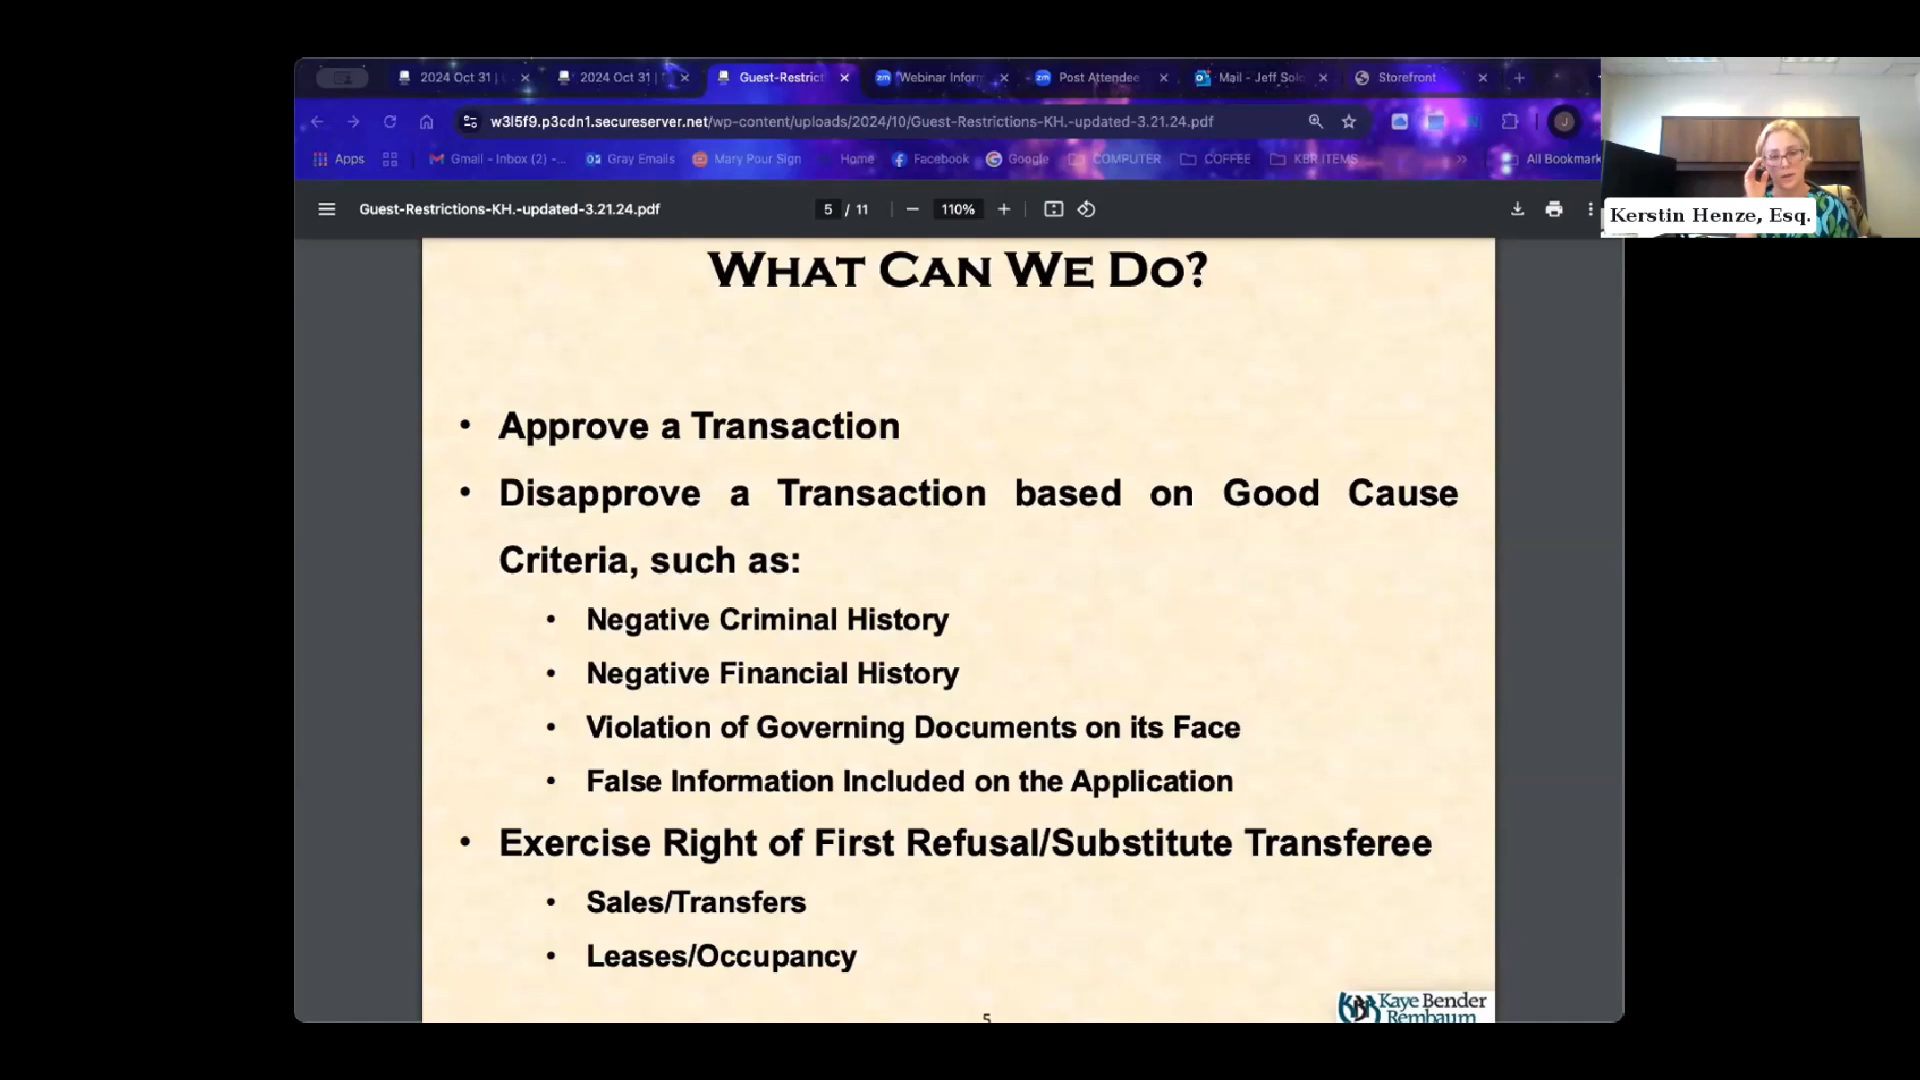 2024 Oct 31 |
2024 Oct 31 |
Guest-Restrict
Webinar Inform
Post Attendee
Mail - Jeff Solo
Storefront
w3l5f9.p3cdn1.secureserver.net/wp-content/uploads/2024/10/Guest-Restrictions-KH.-updated-3.21.24.pdf
J
Apps
Gmail - Inbox (2) -...
Gray Emails
Mary Pour Sign
Home
Facebook
Google
COMPUTER
COFFEE
KBR ITEMS
All Bookmark
Guest-Restrictions-KH.-updated-3.21.24.pdf
5 / 11
110%
Kerstin Henze, Esq.
WHAT CAN WE DO?
• Approve a Transaction
• Disapprove a Transaction based on Good Cause
Criteria, such as:
• Negative Criminal History
• Negative Financial History
• Violation of Governing Documents on its Face
• False Information Included on the Application
• Exercise Right of First Refusal/Substitute Transferee
• Sales/Transfers
• Leases/Occupancy
5
KBR Kaye Bender
Rembaum